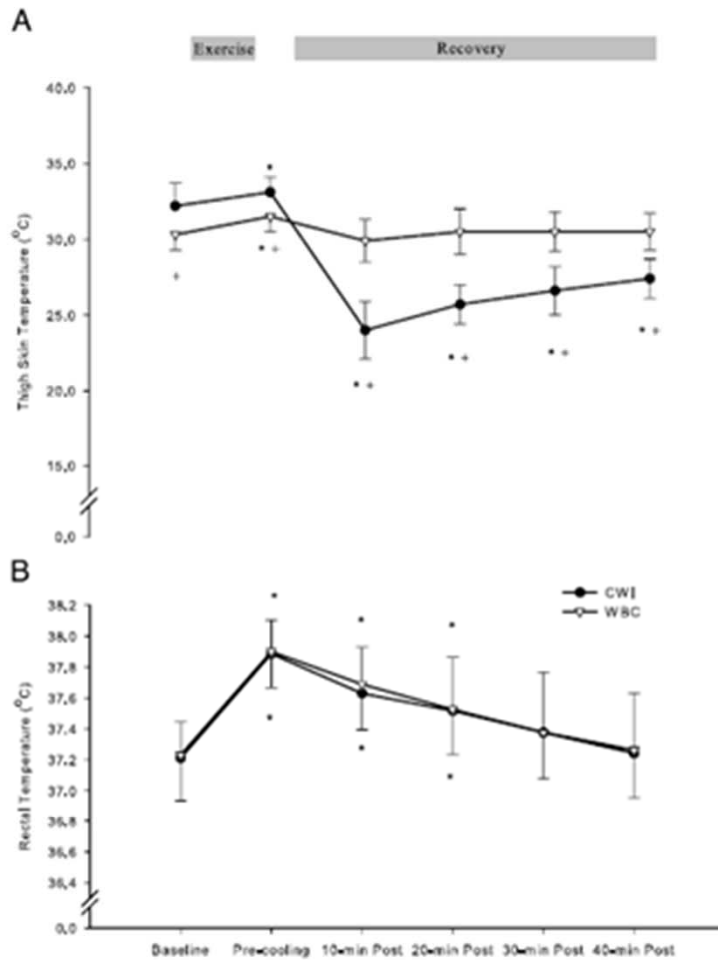 A
Exercise
Recovery
40.0
35.0
30.0
25.0
20.0
15.0
0.0
Thigh Skin Temperature (°C)
* + * +
* + * + * + * +
B
CWI
WBC
38.2
38.0
37.8
37.6
37.4
37.2
37.0
36.8
36.6
36.4
0.0
Rectal Temperature (°C)
Baseline Pre-cooling 10-min Post 20-min Post 30-min Post 40-min Post